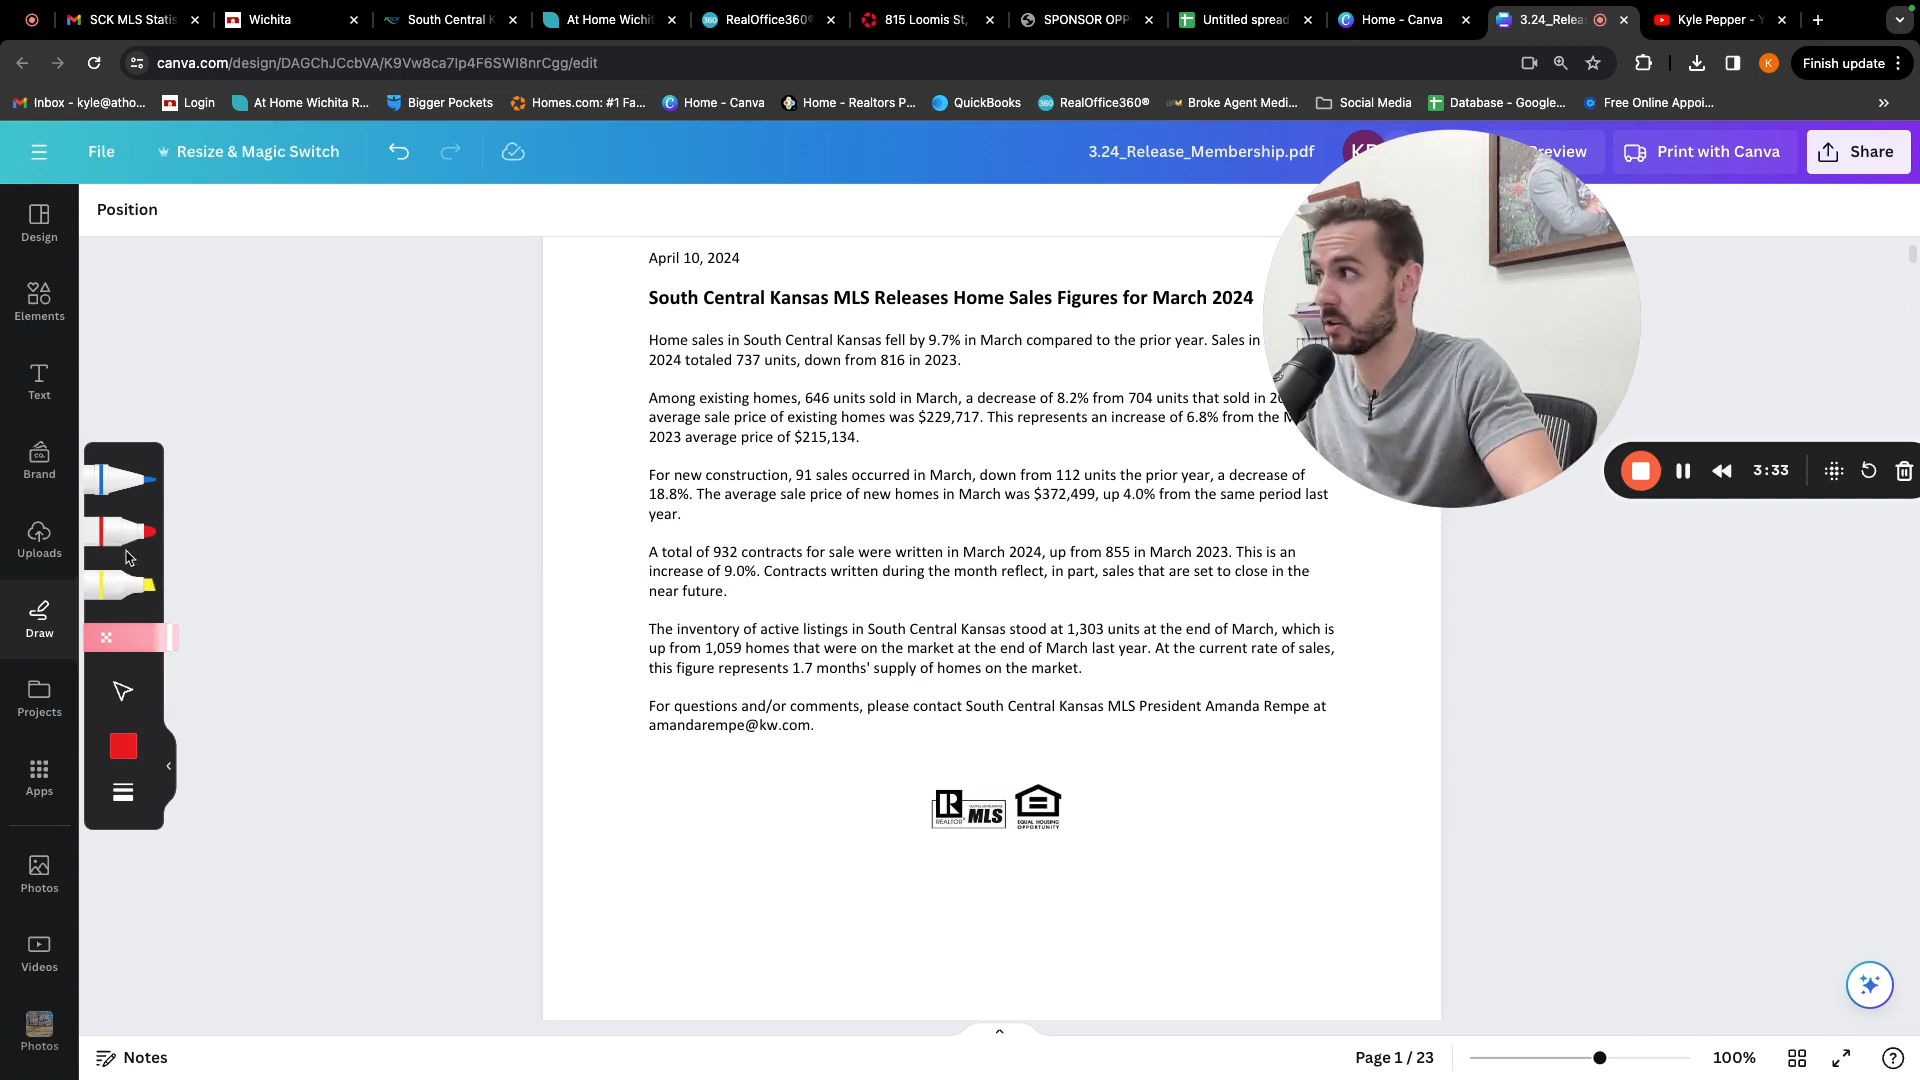 SCK MLS Statis
Wichita
South Central K
At Home Wichit
RealOffice360®
815 Loomis St,
SPONSOR OPP
Untitled spread
Home - Canva
3.24_Relea
Kyle Pepper - Y
canva.com/design/DAGChJCcbVA/K9Vw8ca7lp4F6SWI8nrCgg/edit
K
Finish update
Inbox - kyle@atho...
Login
At Home Wichita R...
Bigger Pockets
Homes.com: #1 Fa...
Home - Canva
Home - Realtors P...
QuickBooks
RealOffice360®
Broke Agent Medi...
Social Media
Database - Google...
Free Online Appoi...
File
Resize & Magic Switch
3.24_Release_Membership.pdf
Preview
Print with Canva
Share
Position
Design
Elements
Text
Brand
Uploads
Draw
Projects
Apps
Photos
Videos
Photos
April 10, 2024
South Central Kansas MLS Releases Home Sales Figures for March 2024
Home sales in South Central Kansas fell by 9.7% in March compared to the prior year. Sales in
2024 totaled 737 units, down from 816 in 2023.
Among existing homes, 646 units sold in March, a decrease of 8.2% from 704 units that sold in
average sale price of existing homes was $229,717. This represents an increase of 6.8% from the
2023 average price of $215,134.
For new construction, 91 sales occurred in March, down from 112 units the prior year, a decrease of
18.8%. The average sale price of new homes in March was $372,499, up 4.0% from the same period last
year.
A total of 932 contracts for sale were written in March 2024, up from 855 in March 2023. This is an
increase of 9.0%. Contracts written during the month reflect, in part, sales that are set to close in the
near future.
The inventory of active listings in South Central Kansas stood at 1,303 units at the end of March, which is
up from 1,059 homes that were on the market at the end of March last year. At the current rate of sales,
this figure represents 1.7 months' supply of homes on the market.
For questions and/or comments, please contact South Central Kansas MLS President Amanda Rempe at
amandarempe@kw.com.
REALTOR®
MLS
EQUAL HOUSING
OPPORTUNITY
3:33
Notes
Page 1 / 23
100%